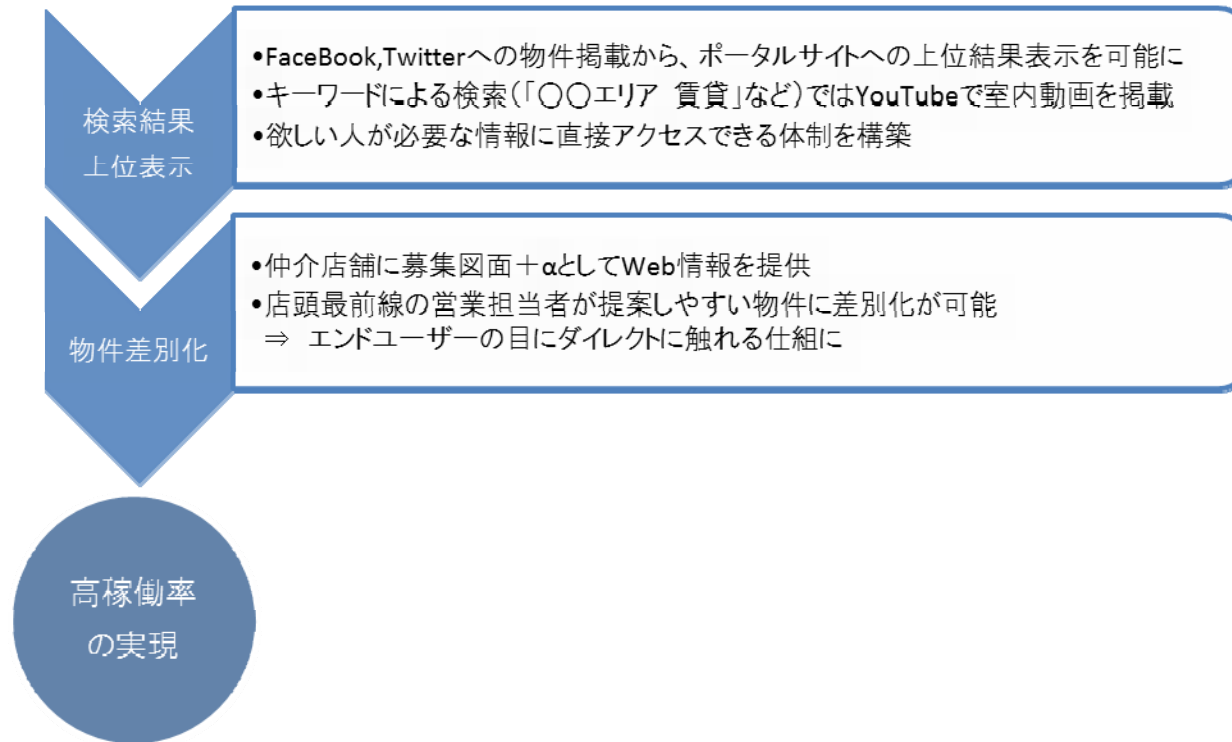 検索結果
上位表示
•FaceBook,Twitterへの物件掲載から、ポータルサイトへの上位結果表示を可能に
•キーワードによる検索(「〇〇エリア 賃貸」など)ではYouTubeで室内動画を掲載
•欲しい人が必要な情報に直接アクセスできる体制を構築
物件差別化
•仲介店舗に募集図面+αとしてWeb情報を提供
•店頭最前線の営業担当者が提案しやすい物件に差別化が可能
⇒ エンドユーザーの目にダイレクトに触れる仕組に
高稼働率
の実現